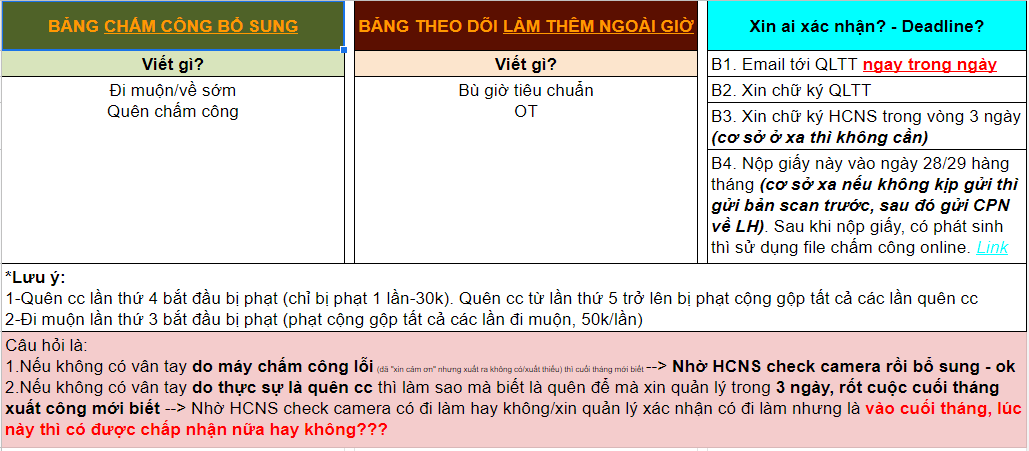 BẢNG CHẤM CÔNG BỔ SUNG
Viết gì?
Đi muộn/về sớm
Quên chấm công
BẢNG THEO DÕI LÀM THÊM NGOÀI GIỜ
Viết gì?
Bù giờ tiêu chuẩn
OT
Xin ai xác nhận? - Deadline?
B1. Email tới QLTT ngay trong ngày
B2. Xin chữ ký QLTT
B3. Xin chữ ký HCNS trong vòng 3 ngày
(cơ sở ở xa thì không cần)
B4. Nộp giấy này vào ngày 28/29 hàng
tháng (cơ sở xa nếu không kịp gửi thì
gửi bản scan trước, sau đó gửi CPN
về LH). Sau khi nộp giấy, có phát sinh
thì sử dụng file chấm công online. Link
*Lưu ý:
1-Quên cc lần thứ 4 bắt đầu bị phạt (chỉ bị phạt 1 lần-30k). Quên cc từ lần thứ 5 trở lên bị phạt cộng gộp tất cả các lần quên cc
2-Đi muộn lần thứ 3 bắt đầu bị phạt (phạt cộng gộp tất cả các lần đi muộn, 50k/lần)
Câu hỏi là:
1.Nếu không có vân tay do máy chấm công lỗi (dã "xin cảm ơn" nhưng xuất ra không có/xuất thiếu) thì cuối tháng mới biết --> Nhờ HCNS check camera rồi bổ sung - ok
2.Nếu không có vân tay do thực sự là quên cc thì làm sao mà biết là quên để mà xin quản lý trong 3 ngày, rốt cuộc cuối tháng
xuất công mới biết --> Nhờ HCNS check camera có đi làm hay không/xin quản lý xác nhận có đi làm nhưng là vào cuối tháng, lúc
này thì có được chấp nhận nữa hay không???